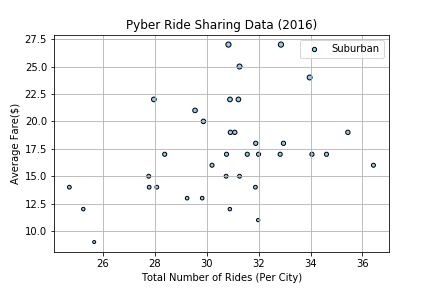 Pyber Ride Sharing Data (2016)
Suburban
27.5
25.0
22.5
20.0
17.5
15.0
12.5
10.0
Average Fare($)
26 28 30 32 34 36
Total Number of Rides (Per City)